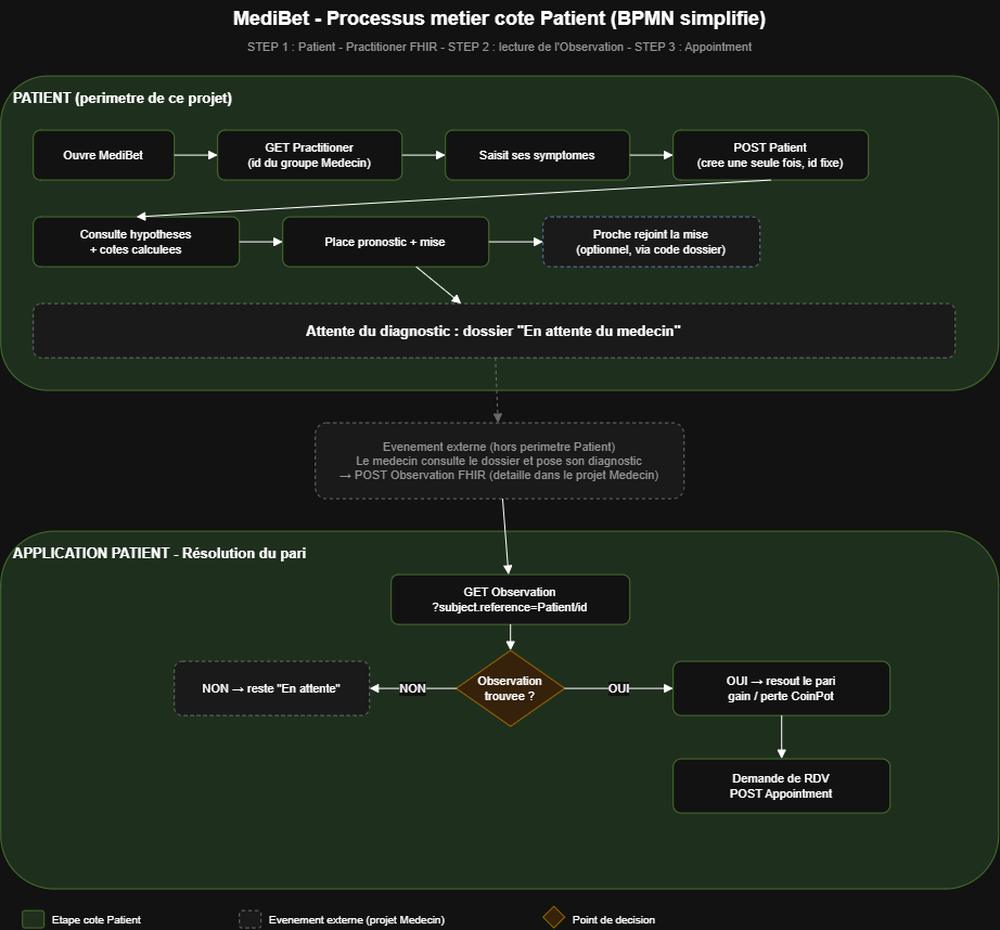 MediBet - Processus metier cote Patient (BPMN simplifie)
STEP 1 : Patient - Practitioner FHIR - STEP 2 : lecture de l'Observation - STEP 3 : Appointment
PATIENT (perimetre de ce projet)
Ouvre MediBet
GET Practitioner
(id du groupe Medecin)
Saisit ses symptomes
POST Patient
(cree une seule fois, id fixe)
Consulte hypotheses
+ cotes calculees
Place pronostic + mise
Proche rejoint la mise
(optionnel, via code dossier)
Attente du diagnostic : dossier "En attente du medecin"
Evenement externe (hors perimetre Patient)
Le medecin consulte le dossier et pose son diagnostic
→ POST Observation FHIR (detaille dans le projet Medecin)
APPLICATION PATIENT - Résolution du pari
GET Observation
?subject.reference=Patient/id
NON → reste "En attente"
NON
Observation
trouvee ?
OUI
OUI → resout le pari
gain / perte CoinPot
Demande de RDV
POST Appointment
Etape cote Patient
Evenement externe (projet Medecin)
Point de decision